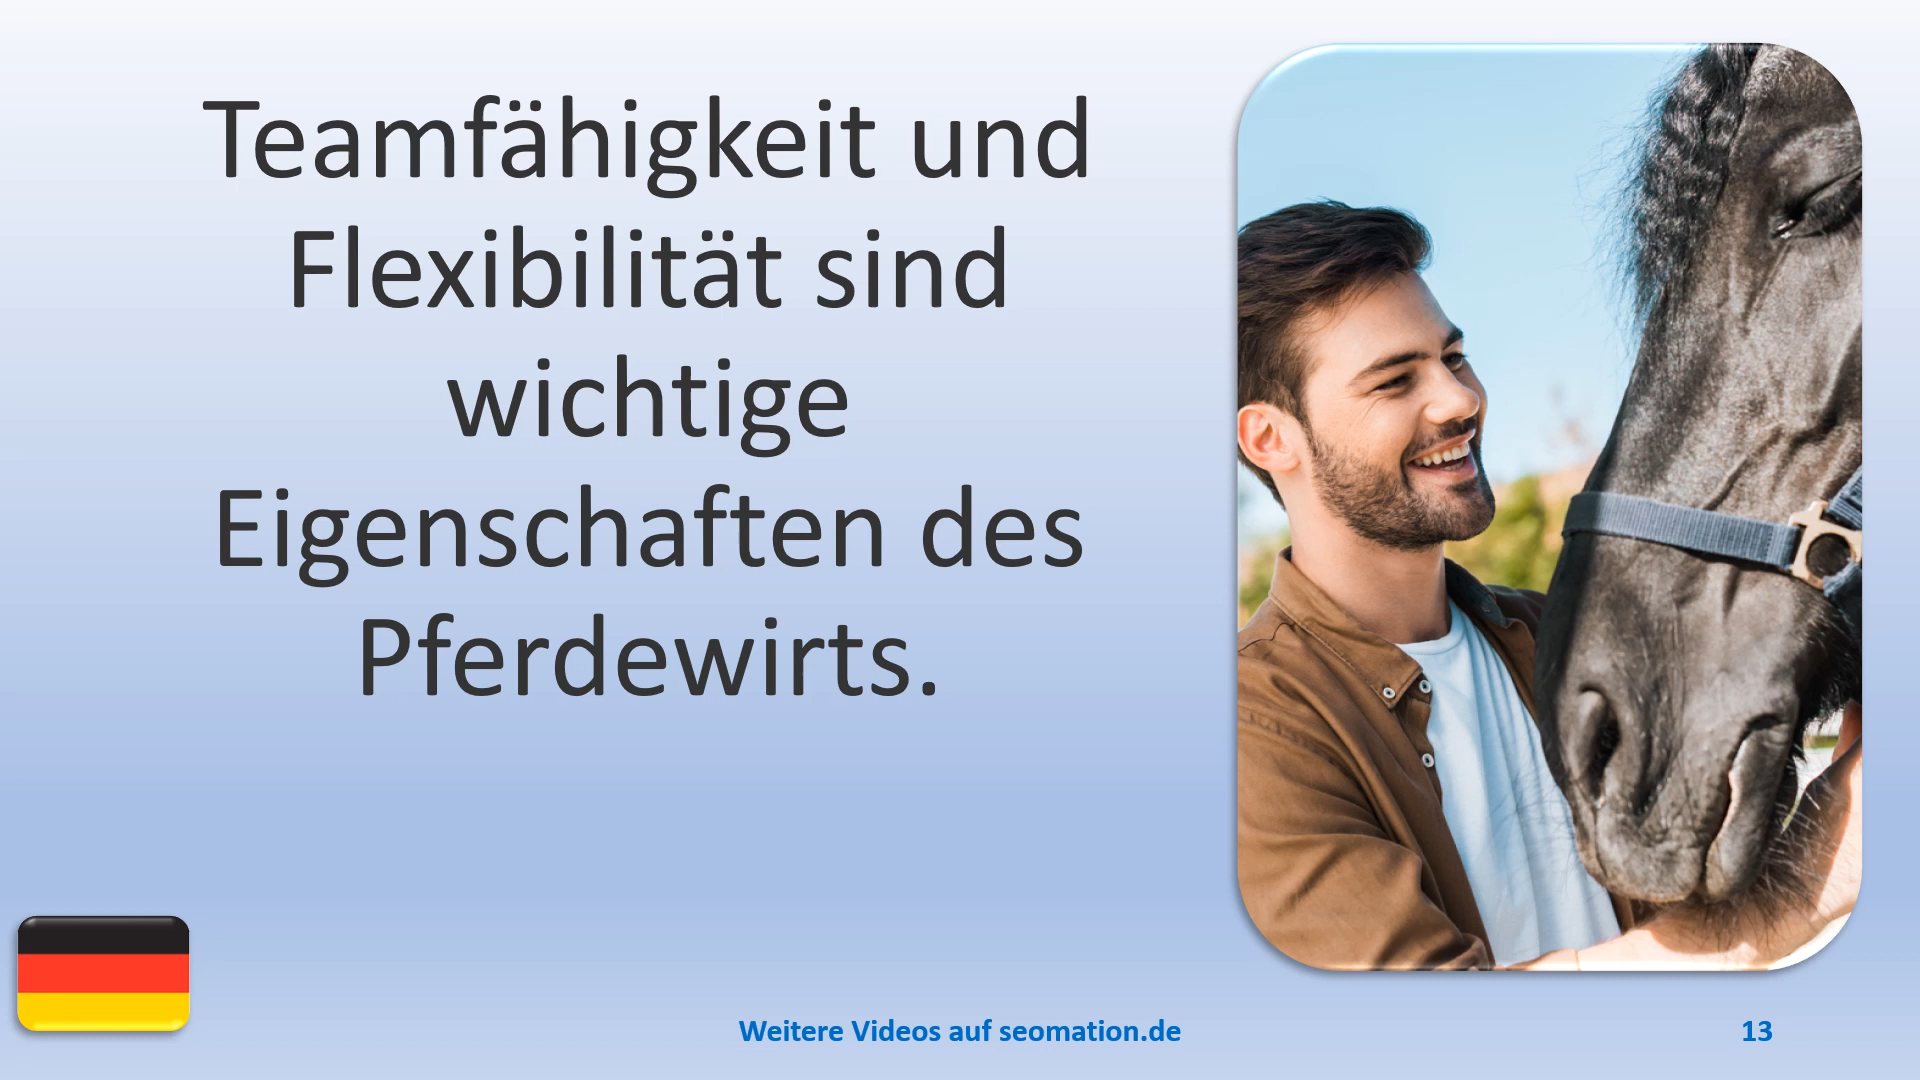 Teamfähigkeit und
Flexibilität sind
wichtige
Eigenschaften des
Pferdewirts.
Weitere Videos auf seomation.de
13